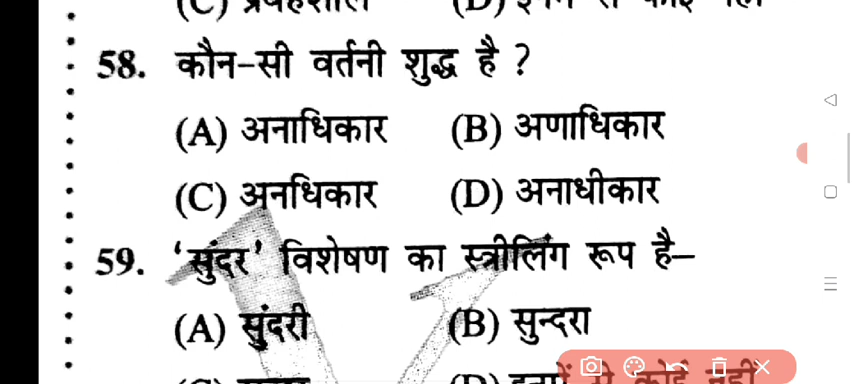 58. कौन-सी वर्तनी शुद्ध है ?
(A) अनाधिकार (B) अणाधिकार
(C) अनधिकार (D) अनाधीकार
59. ‘सुंदर’ विशेषण का स्त्रीलिंग रूप है–
(A) सुंदरी (B) सुन्दरा